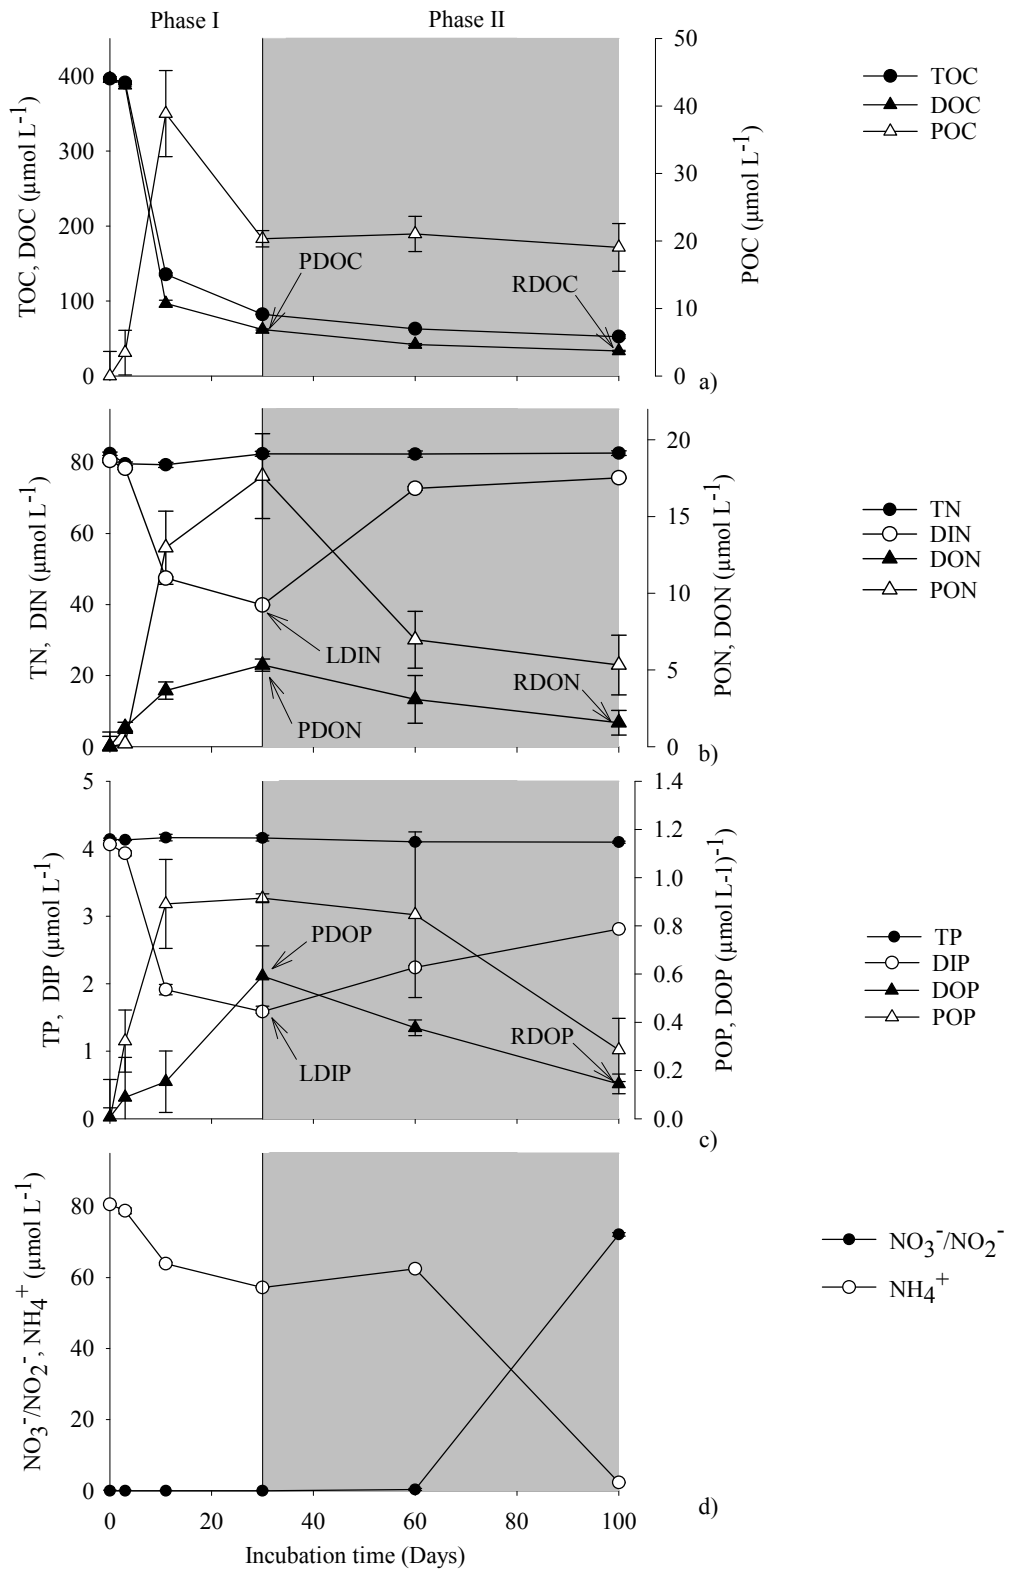 Phase I Phase II
TOC, DOC (µmol L-1)
400
300
200
100
0
PDOC
RDOC
50
40
30
20
10
0
POC (µmol L-1)
a)
TOC
DOC
POC
TN, DIN (µmol L-1)
80
60
40
20
0
LDIN
PDON
RDON
20
15
10
5
0
PON, DON (µmol L-1)
b)
TN
DIN
DON
PON
TP, DIP (µmol L-1)
5
4
3
2
1
0
PDOP
LDIP
RDOP
1.4
1.2
1.0
0.8
0.6
0.4
0.2
0.0
POP, DOP (µmol L-1)-1)
c)
TP
DIP
DOP
POP
NO3-/NO2-, NH4+ (µmol L-1)
80
60
40
20
0
d)
NO3-/NO2-
NH4+
0 20 40 60 80 100
Incubation time (Days)